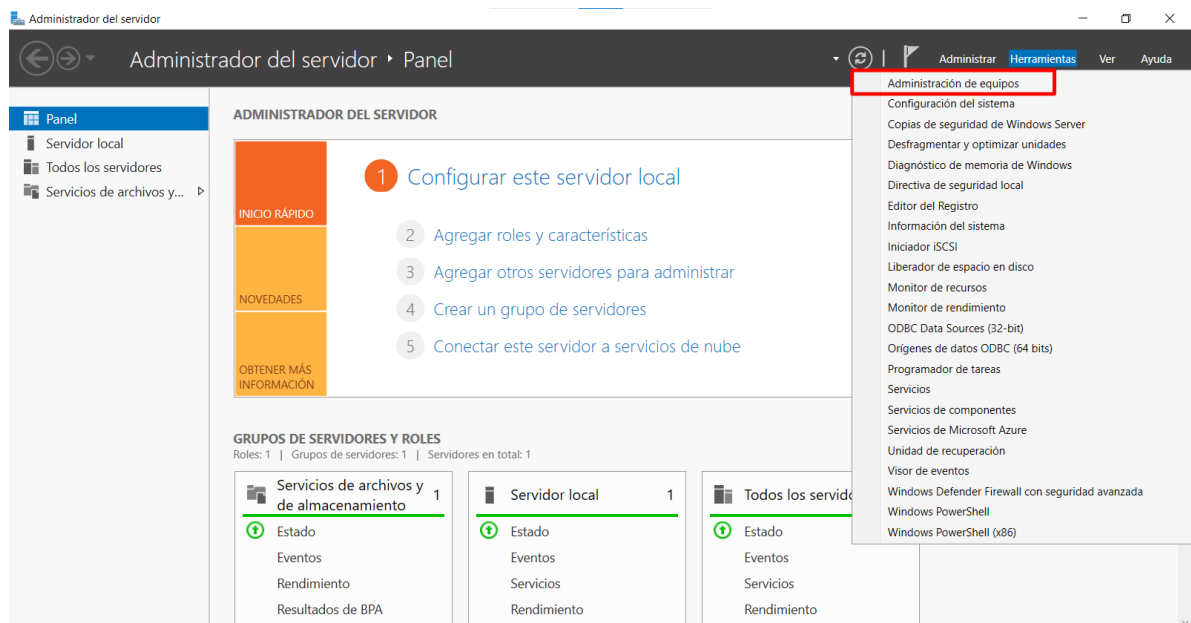 Administrador del servidor
Administrador del servidor ‣ Panel
Administrar Herramientas Ver Ayuda
Panel
Servidor local
Todos los servidores
Servicios de archivos y...
ADMINISTRADOR DEL SERVIDOR
INICIO RÁPIDO
NOVEDADES
OBTENER MÁS
INFORMACIÓN
1 Configurar este servidor local
2 Agregar roles y características
3 Agregar otros servidores para administrar
4 Crear un grupo de servidores
5 Conectar este servidor a servicios de nube
GRUPOS DE SERVIDORES Y ROLES
Roles: 1 | Grupos de servidores: 1 | Servidores en total: 1
Servicios de archivos y
de almacenamiento
1
Estado
Eventos
Rendimiento
Resultados de BPA
Servidor local 1
Estado
Eventos
Servicios
Rendimiento
Todos los servido
Estado
Eventos
Servicios
Rendimiento
Administración de equipos
Configuración del sistema
Copias de seguridad de Windows Server
Desfragmentar y optimizar unidades
Diagnóstico de memoria de Windows
Directiva de seguridad local
Editor del Registro
Información del sistema
Iniciador iSCSI
Liberador de espacio en disco
Monitor de recursos
Monitor de rendimiento
ODBC Data Sources (32-bit)
Orígenes de datos ODBC (64 bits)
Programador de tareas
Servicios
Servicios de componentes
Servicios de Microsoft Azure
Unidad de recuperación
Visor de eventos
Windows Defender Firewall con seguridad avanzada
Windows PowerShell
Windows PowerShell (x86)